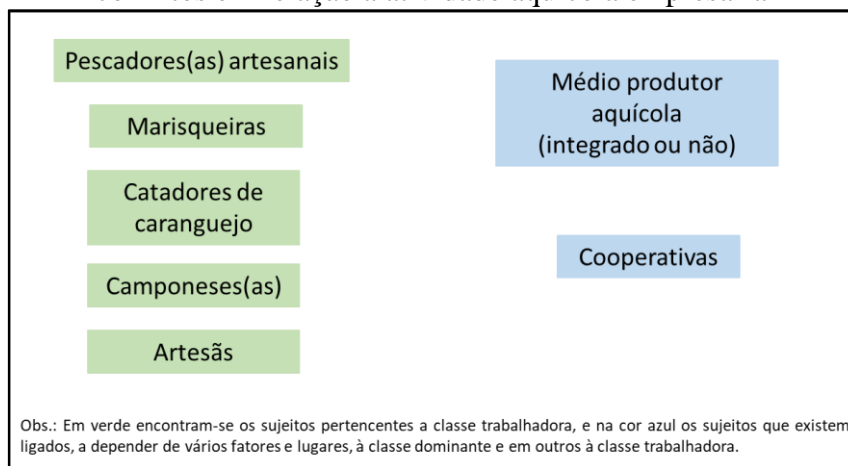 Pescadores(as) artesanais
Marisqueiras
Catadores de
caranguejo
Camponeses(as)
Artesãs
Médio produtor
aquícola
(integrado ou não)
Cooperativas
Obs.: Em verde encontram-se os sujeitos pertencentes a classe trabalhadora, e na cor azul os sujeitos que existem
ligados, a depender de vários fatores e lugares, à classe dominante e em outros à classe trabalhadora.